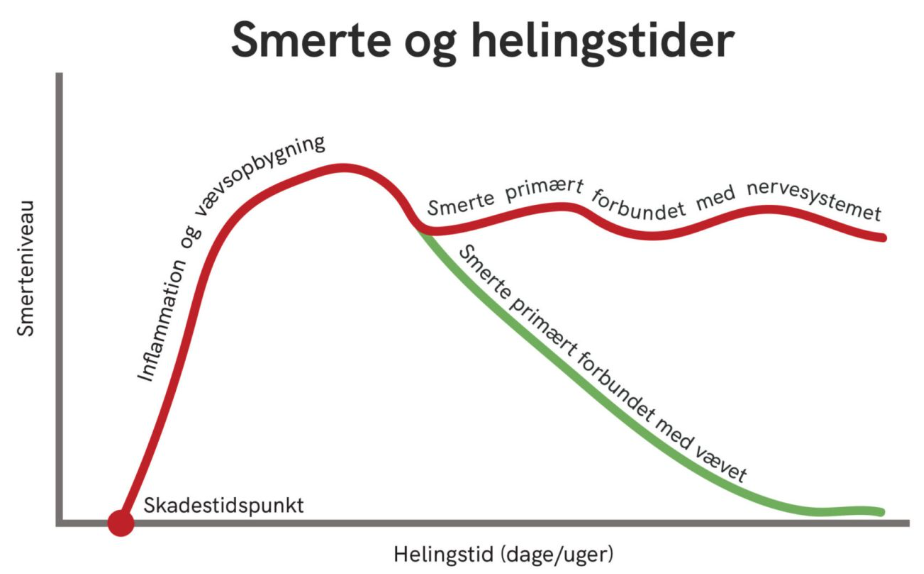 Smerte og helingstider
Smerteniveau
Inflammation og vævsopbygning
Smerte primært forbundet med nervesystemet
Smerte primært forbundet med vævet
Skadestidspunkt
Helingstid (dage/uger)